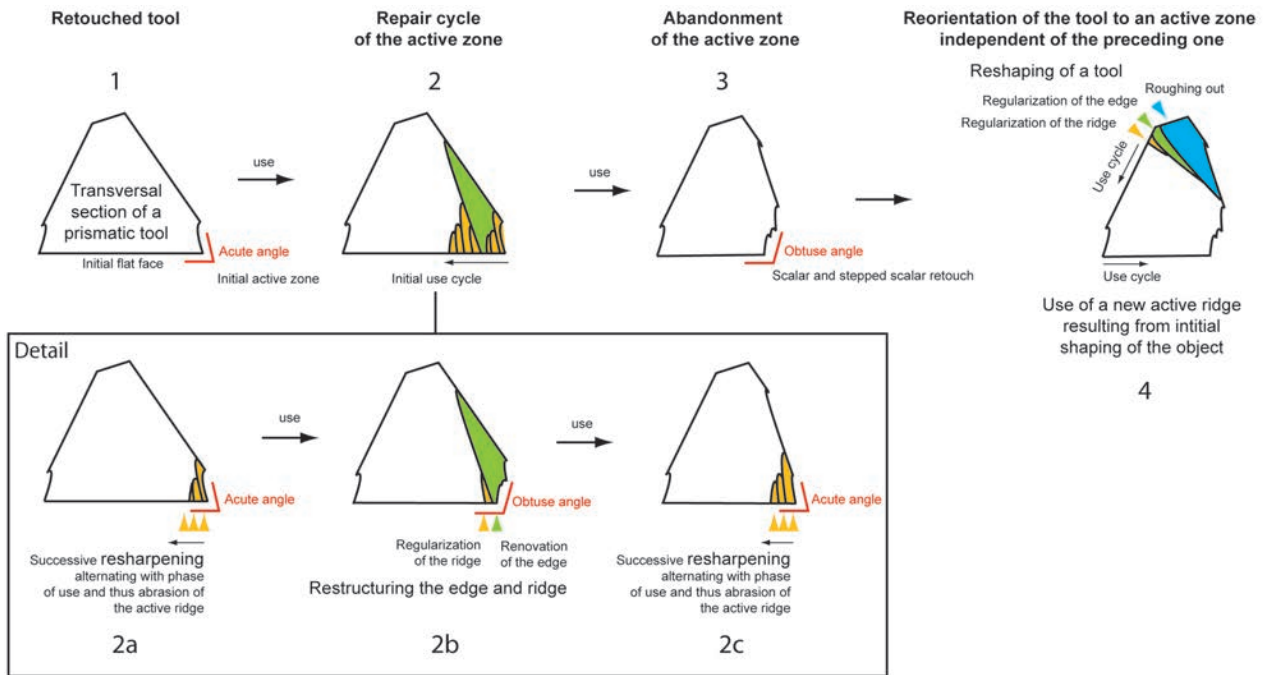 Retouched tool
Repair cycle
of the active zone
Abandonment
of the active zone
Reorientation of the tool to an active zone
independent of the preceding one
1
2
3
Reshaping of a tool
Roughing out
Regularization of the edge
Regularization of the ridge
Use cycle
Transversal
section of a
prismatic tool
Initial flat face
Acute angle
Initial active zone
use
Initial use cycle
use
Obtuse angle
Scalar and stepped scalar retouch
Use cycle
Use of a new active ridge
resulting from intitial
shaping of the object
4
Detail
use
use
Acute angle
Successive resharpening
alternating with phase
of use and thus abrasion of
the active ridge
2a
Obtuse angle
Regularization
of the ridge
Renovation
of the edge
Restructuring the edge and ridge
2b
Acute angle
Successive resharpening
alternating with phase
of use and thus abrasion of
the active ridge
2c